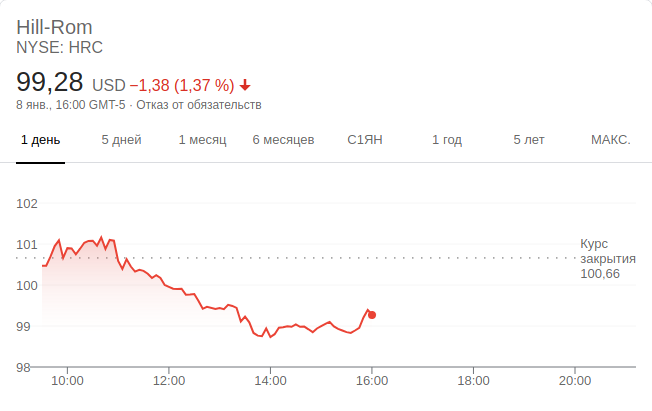 Hill-Rom
NYSE: HRC
99,28 USD −1,38 (1,37 %)
8 янв., 16:00 GMT-5 · Отказ от обязательств
1 день 5 дней 1 месяц 6 месяцев С1ЯН 1 год 5 лет МАКС.
102
101
100
99
98
Курс
закрытия
100,66
10:00 12:00 14:00 16:00 18:00 20:00